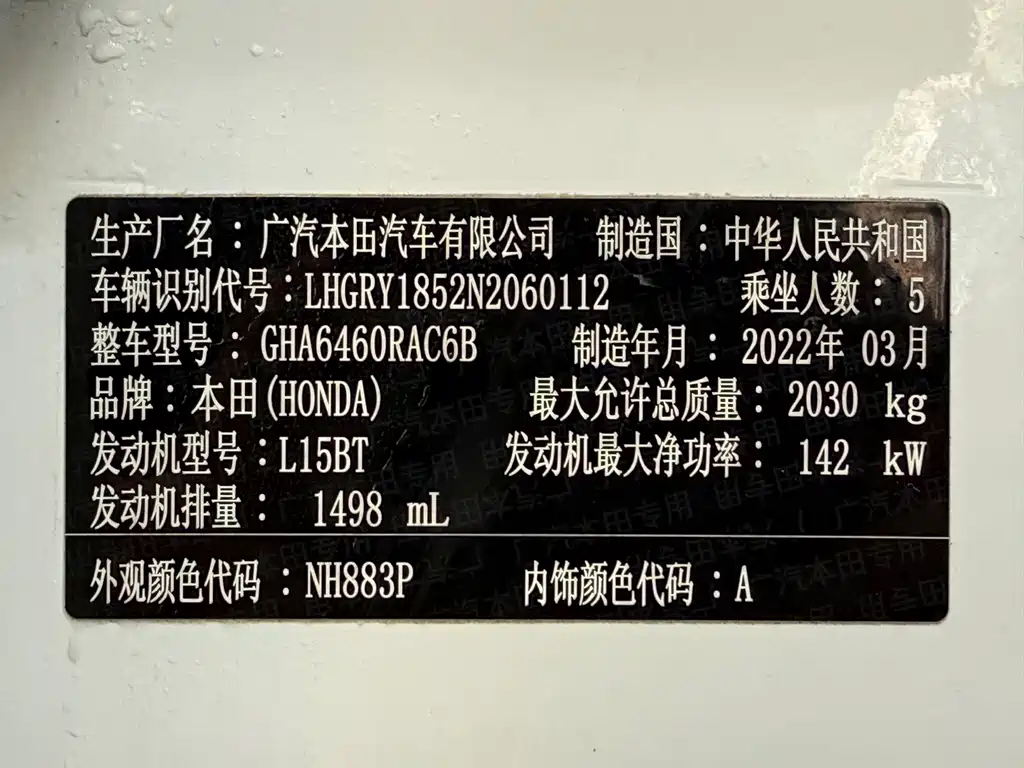 生产厂名：广汽本田汽车有限公司 制造国：中华人民共和国
车辆识别代号：LHGRY1852N2060112 乘坐人数：5
整车型号：GHA6460RAC6B 制造年月：2022年 03月
品牌：本田(HONDA) 最大允许总质量：2030 kg
发动机型号：L15BT 发动机最大净功率：142 kW
发动机排量：1498 mL
外观颜色代码：NH883P 内饰颜色代码：A